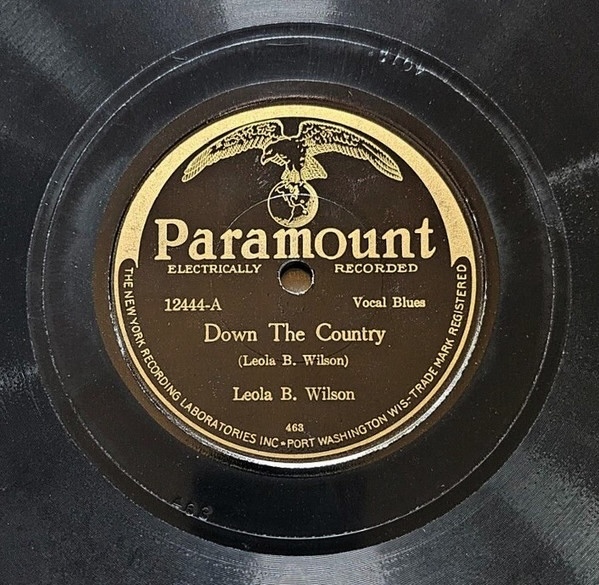 Paramount
ELECTRICALLY RECORDED
12444-A Vocal Blues
Down The Country
(Leola B. Wilson)
Leola B. Wilson
463
THE NEW YORK RECORDING LABORATORIES INC•PORT WASHINGTON WIS-TRADE MARK REGISTERED